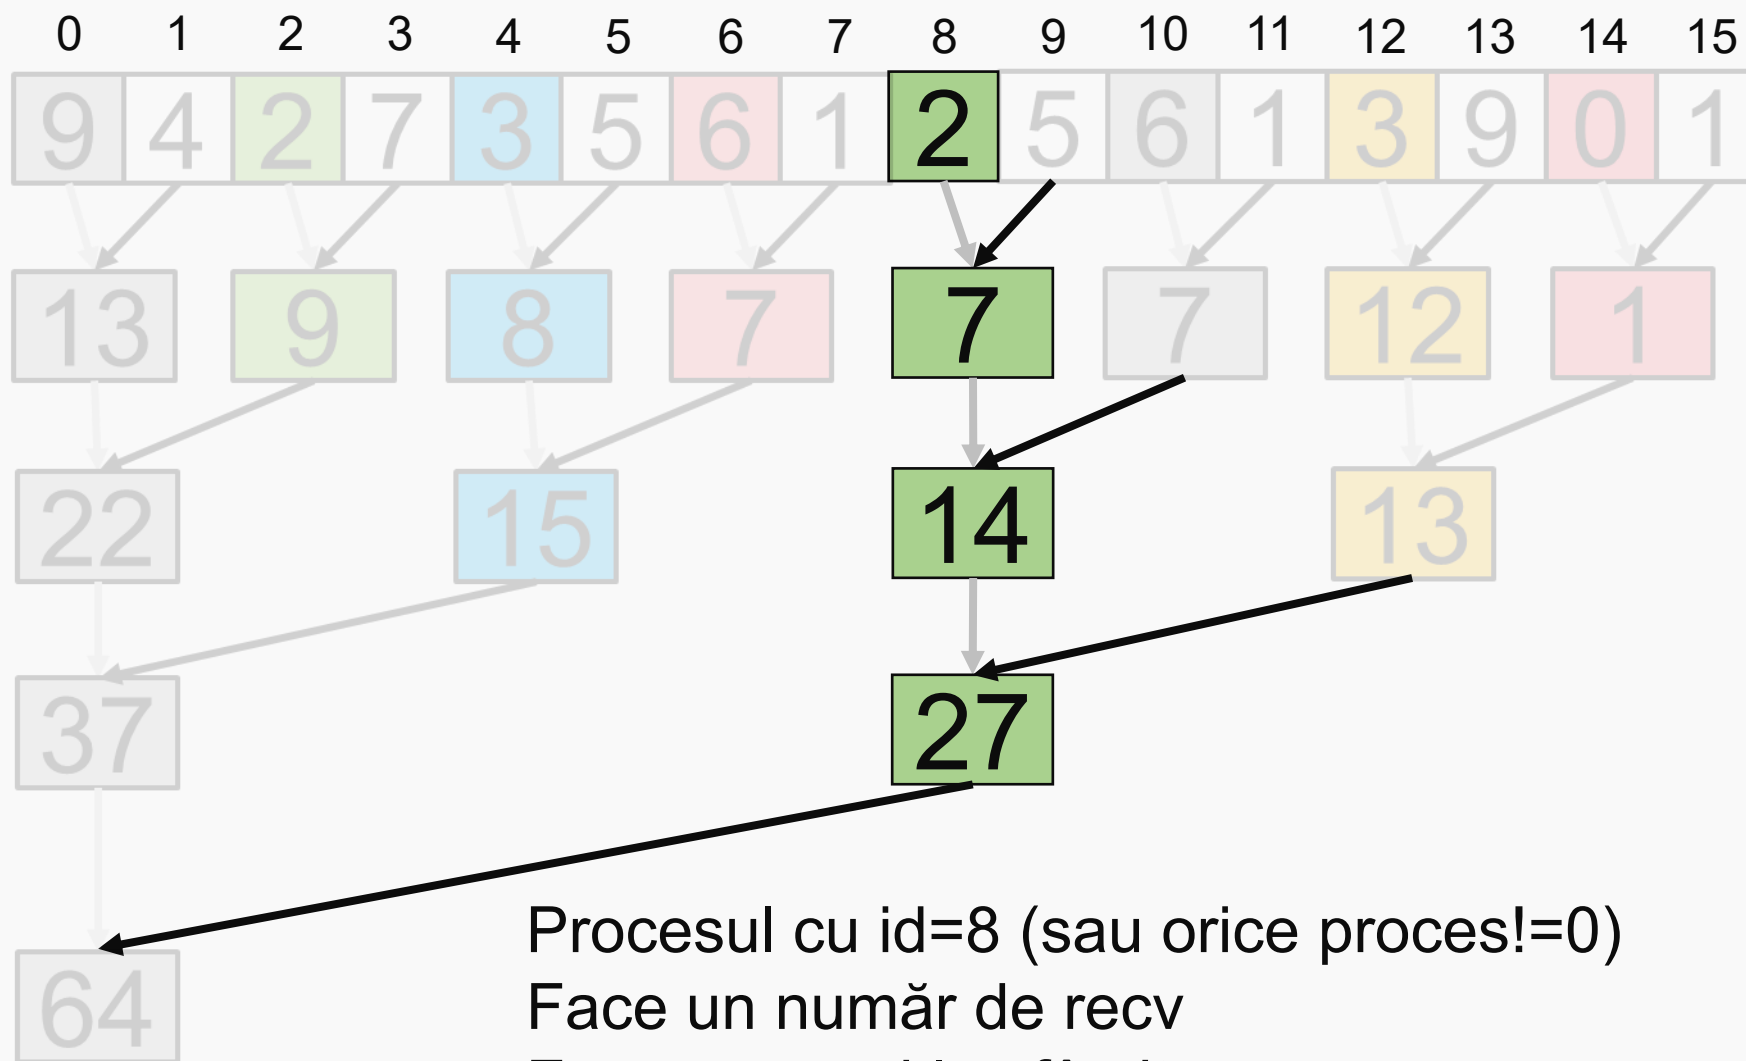 0 1 2 3 4 5 6 7 8 9 10 11 12 13 14 15
9 4 2 7 3 5 6 1 2 5 6 1 3 9 0 1
13 9 8 7 7 7 12 1
22 15 14 13
37 27
Procesul cu id=8 (sau orice proces!=0)
64 Face un număr de recv